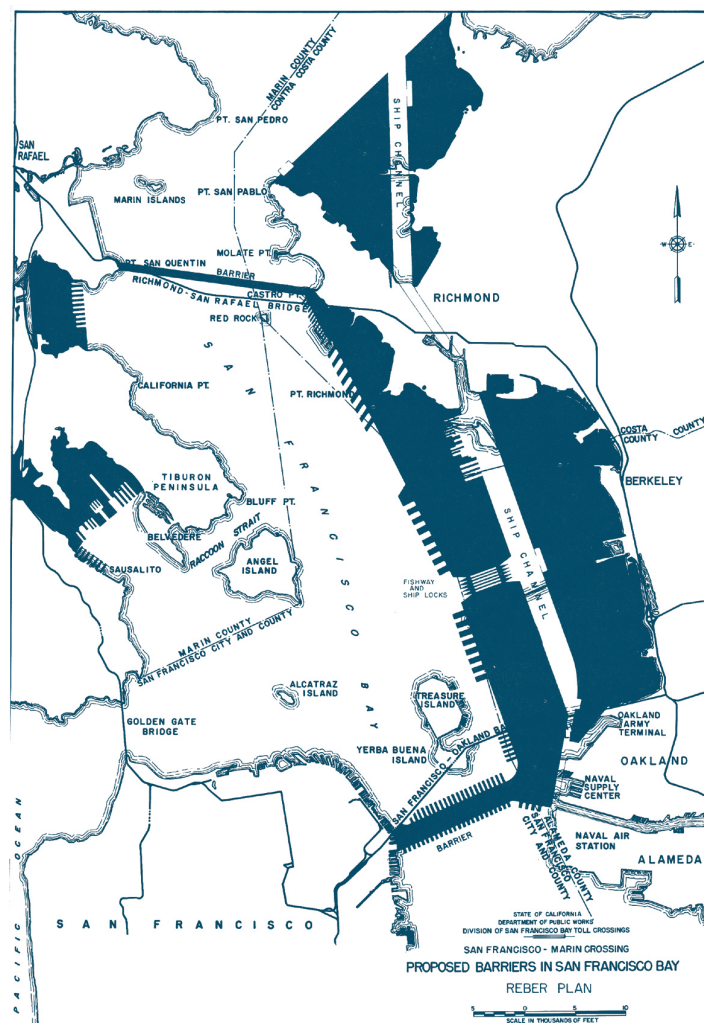 MARIN COUNTY
CONTRA COSTA COUNTY
SHIP CHANNEL
PT. SAN PEDRO
SAN
RAFAEL
MARIN ISLANDS
PT. SAN PABLO
MOLATE PT.
PT. SAN QUENTIN
BARRIER
RICHMOND-SAN RAFAEL BRIDGE
CASTRO PT.
RED ROCK
RICHMOND
W E
SAN FRANCISCO BAY
CALIFORNIA PT.
PT. RICHMOND
COSTA
COUNTY COUNTY
BERKELEY
TIBURON
PENINSULA
BLUFF PT.
BELVEDERE
RACCOON STRAIT
SAUSALITO
ANGEL
ISLAND
SHIP CHANNEL
FISHWAY
AND
SHIP LOCKS
MARIN COUNTY
SAN FRANCISCO CITY AND COUNTY
ALCATRAZ
ISLAND
TREASURE
ISLAND
GOLDEN GATE
BRIDGE
YERBA BUENA
ISLAND
SAN FRANCISCO - OAKLAND BA
OAKLAND
ARMY
TERMINAL
OAKLAND
NAVAL
SUPPLY
CENTER
BARRIER
ALAMEDA COUNTY
SAN FRANCISCO
CITY AND COUNTY
NAVAL AIR
STATION
ALAMEDA
PACIFIC OCEAN
SAN FRANCISCO
STATE OF CALIFORNIA
DEPARTMENT OF PUBLIC WORKS
DIVISION OF SAN FRANCISCO BAY TOLL CROSSINGS
SAN FRANCISCO - MARIN CROSSING
PROPOSED BARRIERS IN SAN FRANCISCO BAY
REBER PLAN
5 0 5 10
SCALE IN THOUSANDS OF FEET